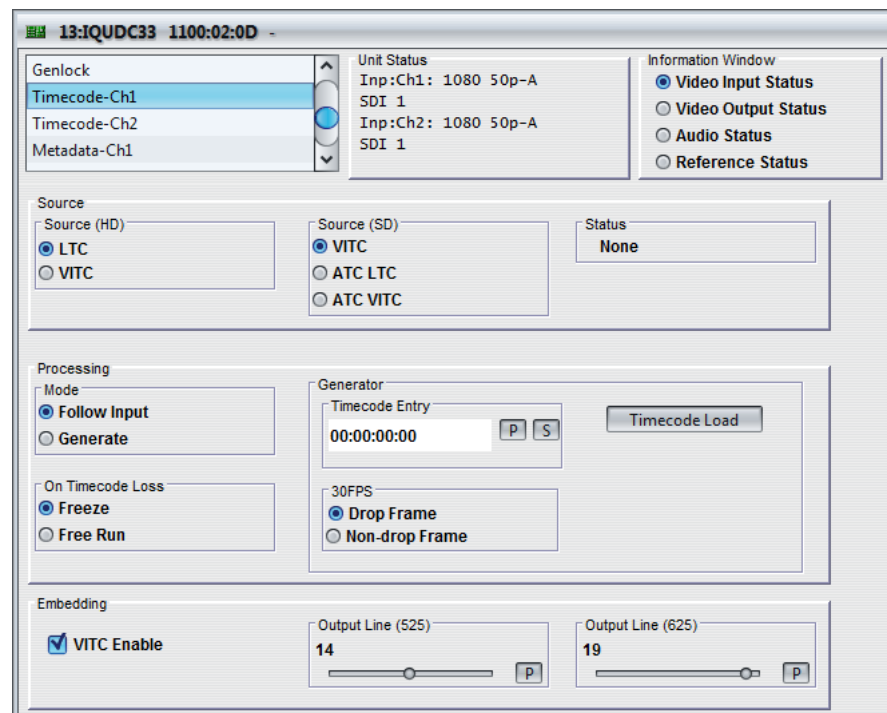 13:IQUDC33 1100:02:0D -
Genlock
Timecode-Ch1
Timecode-Ch2
Metadata-Ch1
Unit Status
Inp:Ch1: 1080 50p-A
SDI 1
Inp:Ch2: 1080 50p-A
SDI 1
Information Window
Video Input Status
Video Output Status
Audio Status
Reference Status
Source
Source (HD)
LTC
VITC
Source (SD)
VITC
ATC LTC
ATC VITC
Status
None
Processing
Mode
Follow Input
Generate
On Timecode Loss
Freeze
Free Run
Generator
Timecode Entry
00:00:00:00
P S
Timecode Load
30FPS
Drop Frame
Non-drop Frame
Embedding
VITC Enable
Output Line (525)
14
P
Output Line (625)
19
P